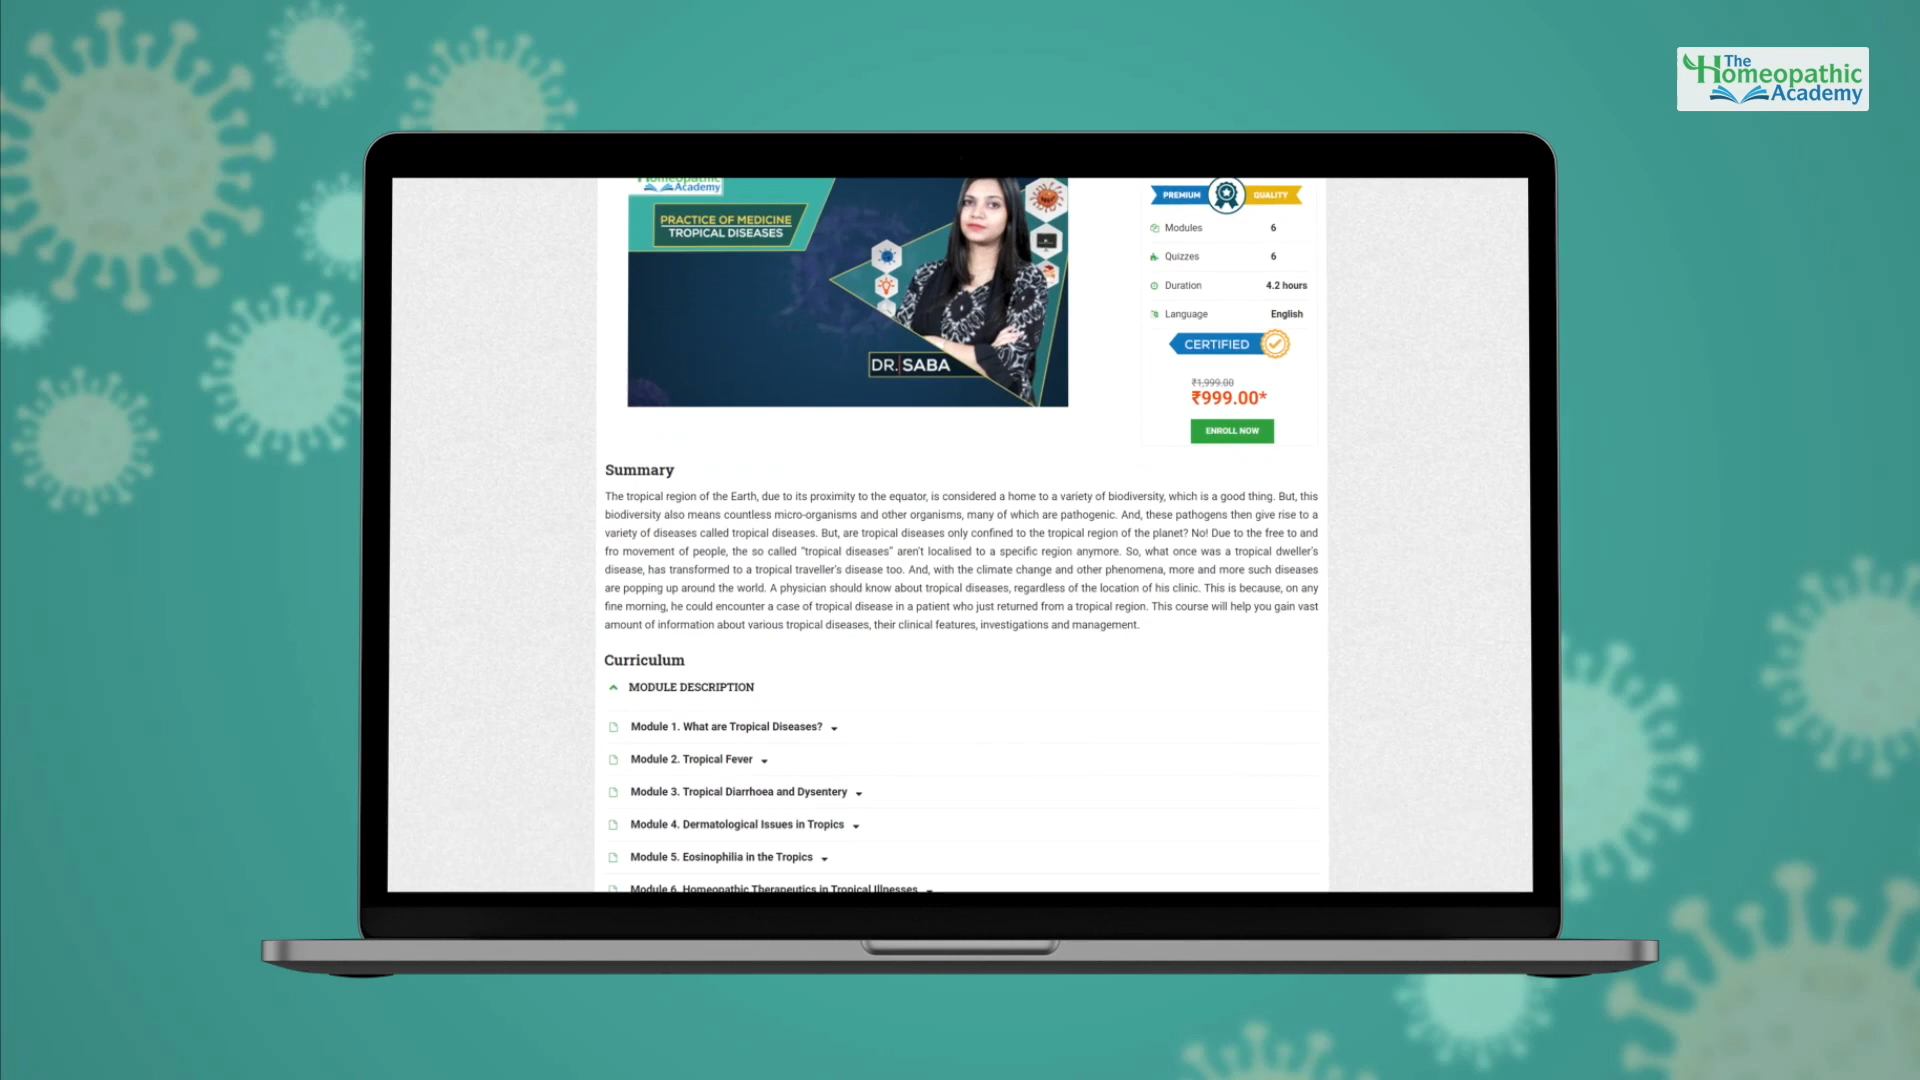 The
Homeopathic
Academy
Homeopathic
Academy
PRACTICE OF MEDICINE
TROPICAL DISEASES
DR. SABA
PREMIUM QUALITY
Modules 6
Quizzes 6
Duration 4.2 hours
Language English
CERTIFIED
₹1,999.00
₹999.00*
ENROLL NOW
Summary
The tropical region of the Earth, due to its proximity to the equator, is considered a home to a variety of biodiversity, which is a good thing. But, this
biodiversity also means countless micro-organisms and other organisms, many of which are pathogenic. And, these pathogens then give rise to a
variety of diseases called tropical diseases. But, are tropical diseases only confined to the tropical region of the planet? No! Due to the free to and
fro movement of people, the so called "tropical diseases" aren't localised to a specific region anymore. So, what once was a tropical dweller's
disease, has transformed to a tropical traveller's disease too. And, with the climate change and other phenomena, more and more such diseases
are popping up around the world. A physician should know about tropical diseases, regardless of the location of his clinic. This is because, on any
fine morning, he could encounter a case of tropical disease in a patient who just returned from a tropical region. This course will help you gain vast
amount of information about various tropical diseases, their clinical features, investigations and management.
Curriculum
MODULE DESCRIPTION
Module 1. What are Tropical Diseases?
Module 2. Tropical Fever
Module 3. Tropical Diarrhoea and Dysentery
Module 4. Dermatological Issues in Tropics
Module 5. Eosinophilia in the Tropics
Module 6. Homeopathic Therapeutics in Tropical Illnesses